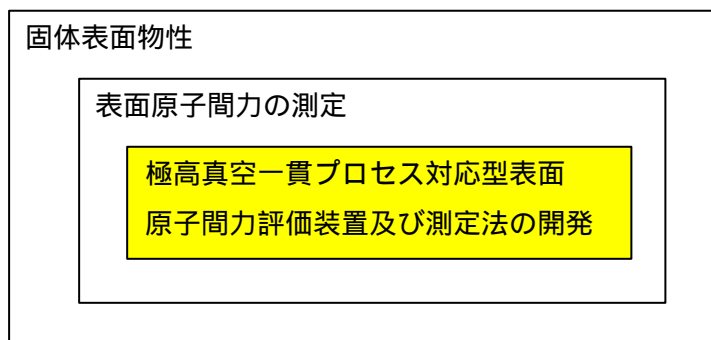 固体表面物性
表面原子間力の測定
極高真空一貫プロセス対応型表面
原子間力評価装置及び測定法の開発